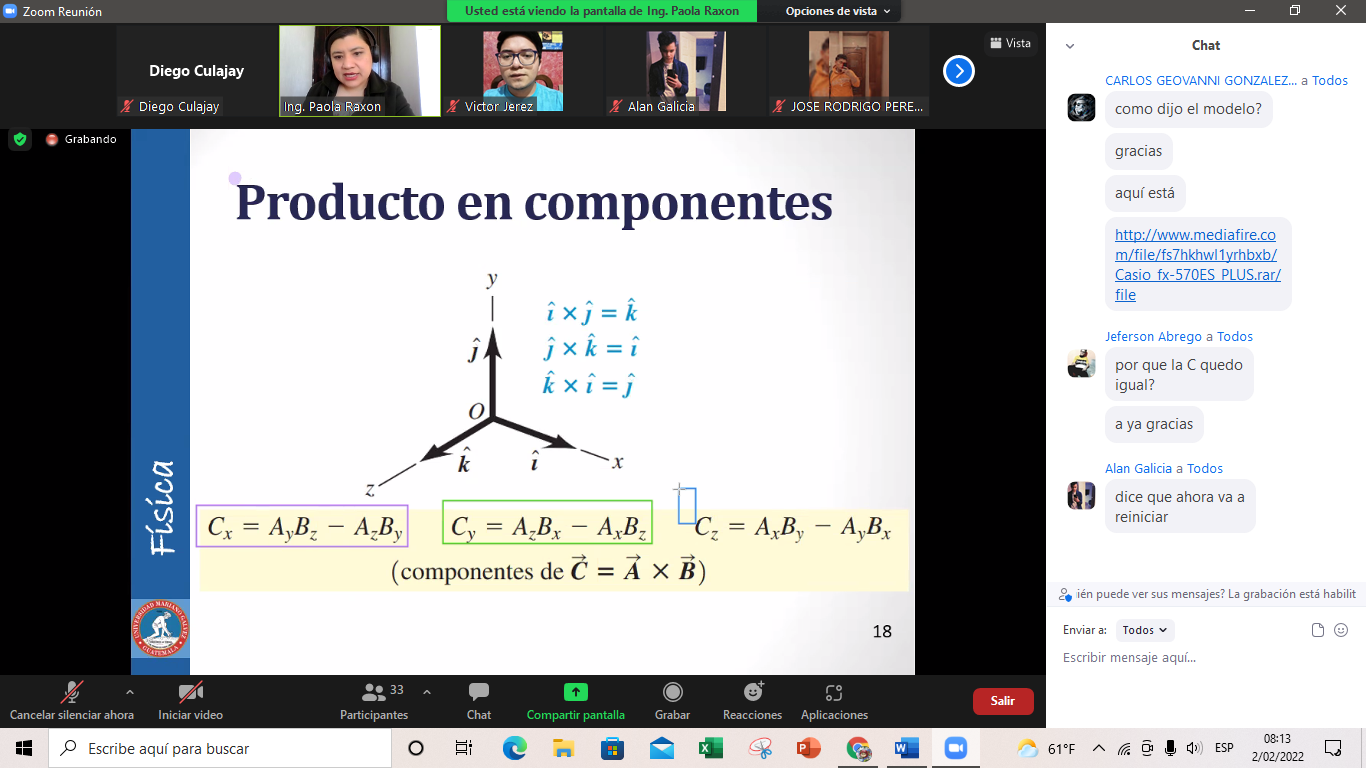 Zoom Reunión
Usted está viendo la pantalla de Ing. Paola Raxon
Opciones de vista
Diego Culajay
Diego Culajay
Ing. Paola Raxon
Victor Jerez
Alan Galicia
JOSE RODRIGO PERE...
Vista
Grabando
Producto en componentes
y
î × ĵ = k̂
ĵ × k̂ = î
k̂ × î = ĵ
ĵ
O
k̂
î
x
z
Física
Cx = AyBz − AzBy
Cy = AzBx − AxBz
Cz = AxBy − AyBx
(componentes de C⃗ = A⃗ × B⃗)
UNIVERSIDAD MARIANO GALVEZ
GUATEMALA
18
Chat
CARLOS GEOVANNI GONZALEZ... a Todos
como dijo el modelo?
gracias
aquí está
http://www.mediafire.co
m/file/fs7hkhwl1yrhbxb/
Casio_fx-570ES_PLUS.rar/
file
Jeferson Abrego a Todos
por que la C quedo
igual?
a ya gracias
Alan Galicia a Todos
dice que ahora va a
reiniciar
ién puede ver sus mensajes? La grabación está habilit
Enviar a: Todos
Escribir mensaje aquí...
Cancelar silenciar ahora
Iniciar video
Participantes
33
Chat
Compartir pantalla
Grabar
Reacciones
Aplicaciones
Salir
Escribe aquí para buscar
61°F
ESP
08:13
2/02/2022